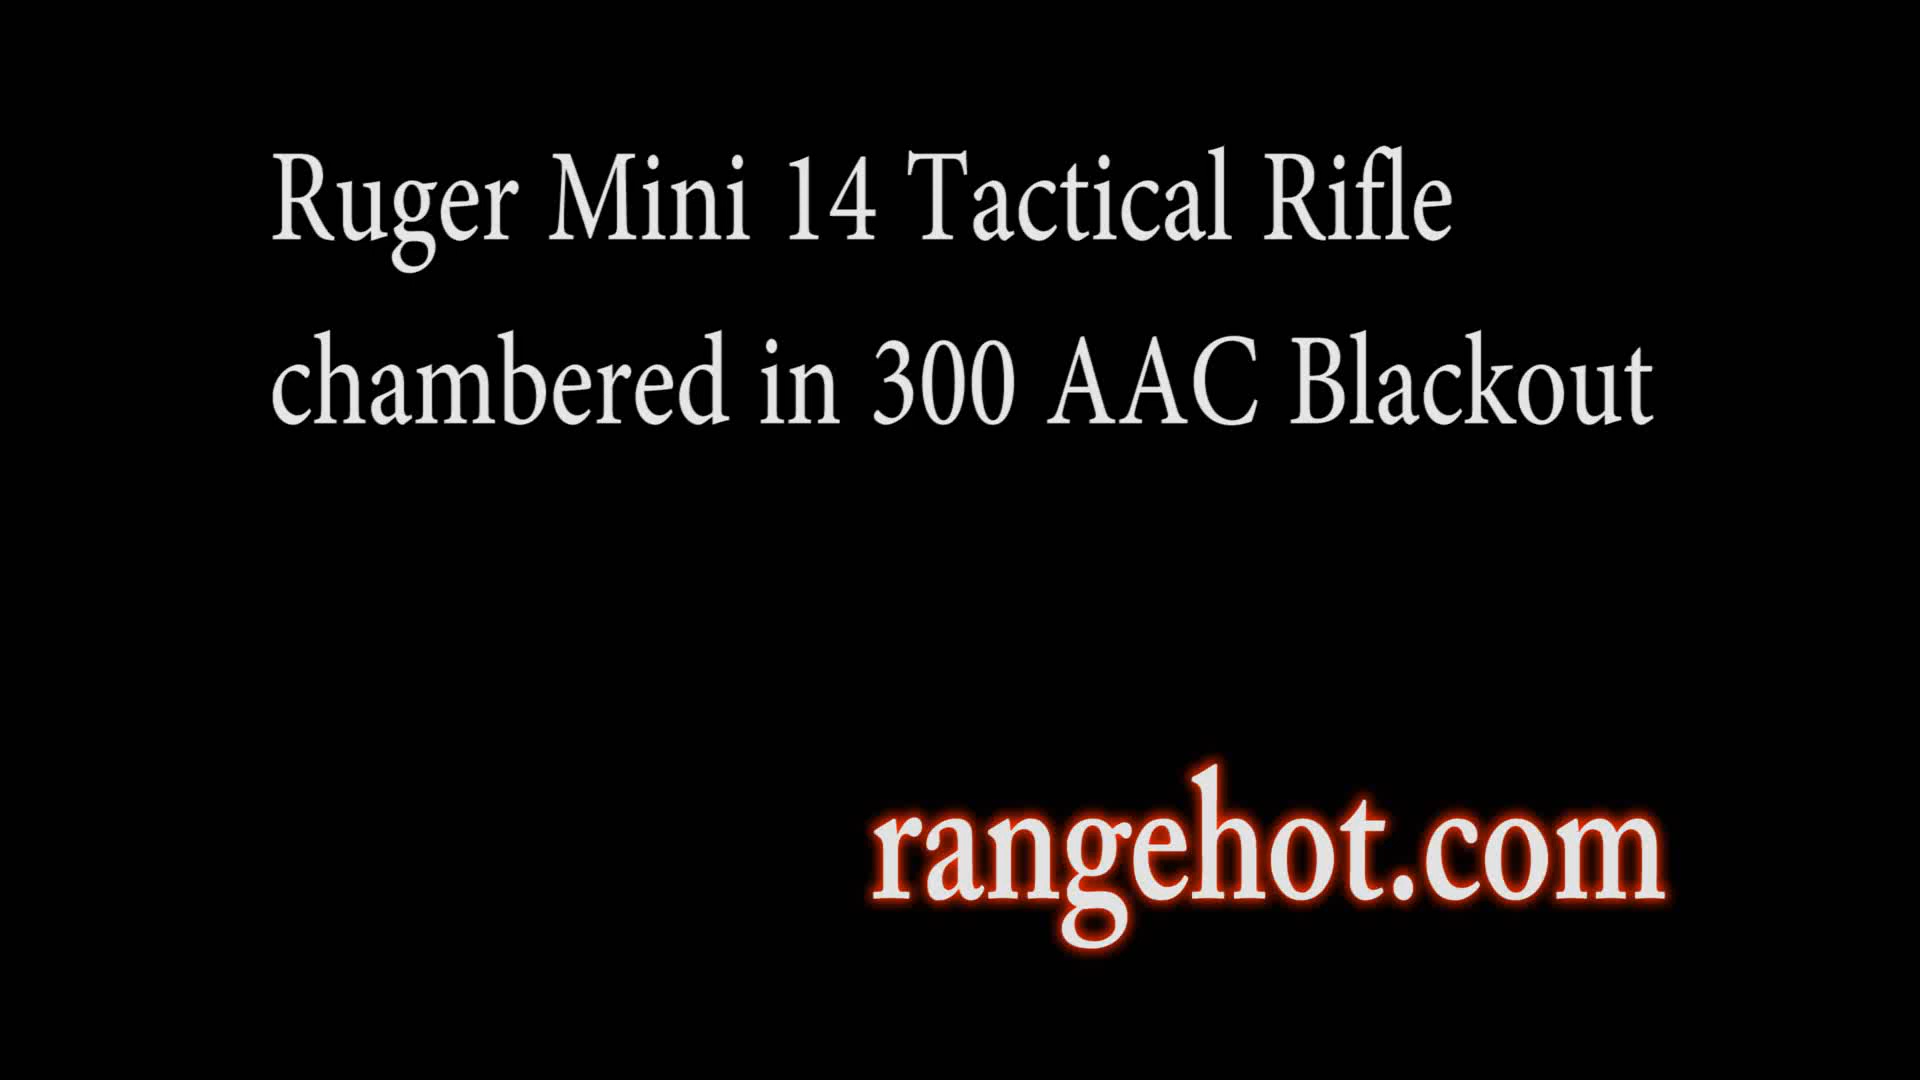 Ruger Mini 14 Tactical Rifle
chambered in 300 AAC Blackout
rangehot.com